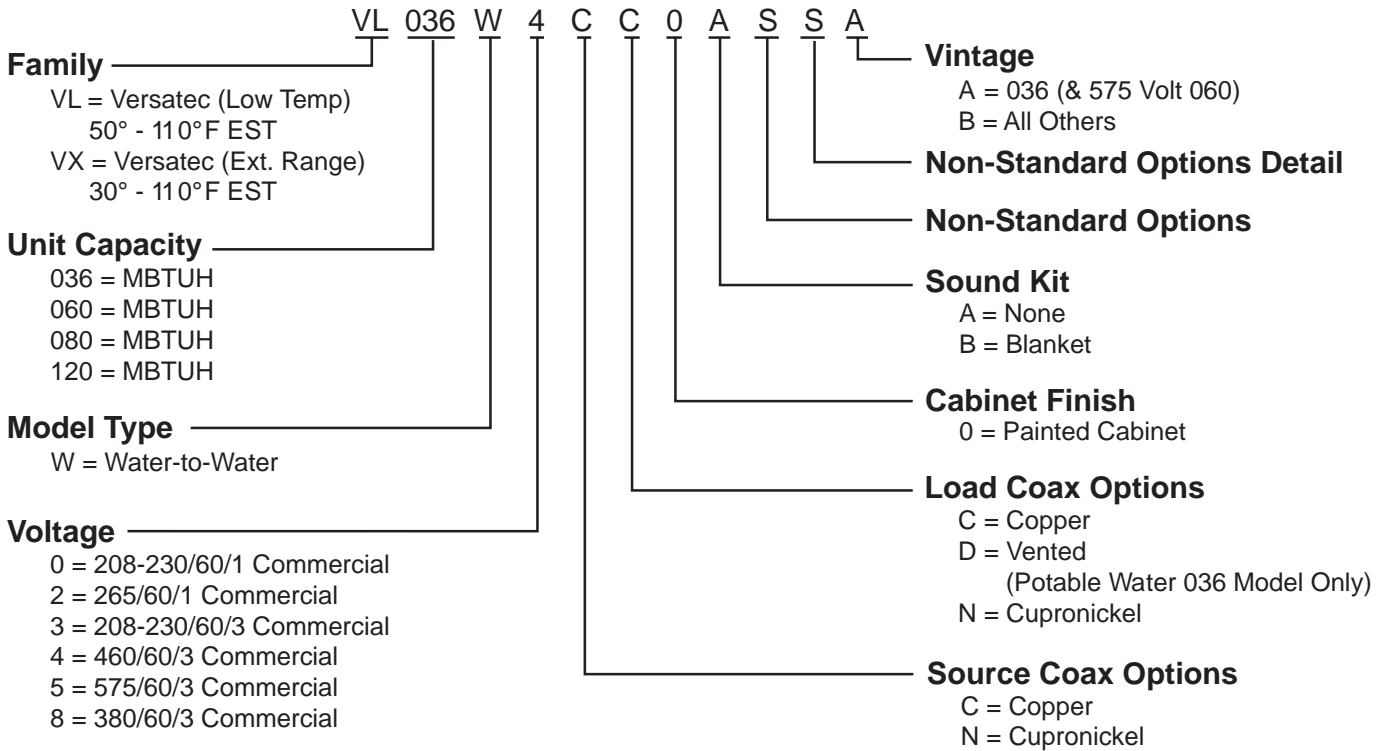 VL 036 W 4 C C 0 A S S A
Family
VL = Versatec (Low Temp)
50° - 110°F EST
VX = Versatec (Ext. Range)
30° - 110°F EST
Unit Capacity
036 = MBTUH
060 = MBTUH
080 = MBTUH
120 = MBTUH
Model Type
W = Water-to-Water
Voltage
0 = 208-230/60/1 Commercial
2 = 265/60/1 Commercial
3 = 208-230/60/3 Commercial
4 = 460/60/3 Commercial
5 = 575/60/3 Commercial
8 = 380/60/3 Commercial
Vintage
A = 036 (& 575 Volt 060)
B = All Others
Non-Standard Options Detail
Non-Standard Options
Sound Kit
A = None
B = Blanket
Cabinet Finish
0 = Painted Cabinet
Load Coax Options
C = Copper
D = Vented
(Potable Water 036 Model Only)
N = Cupronickel
Source Coax Options
C = Copper
N = Cupronickel